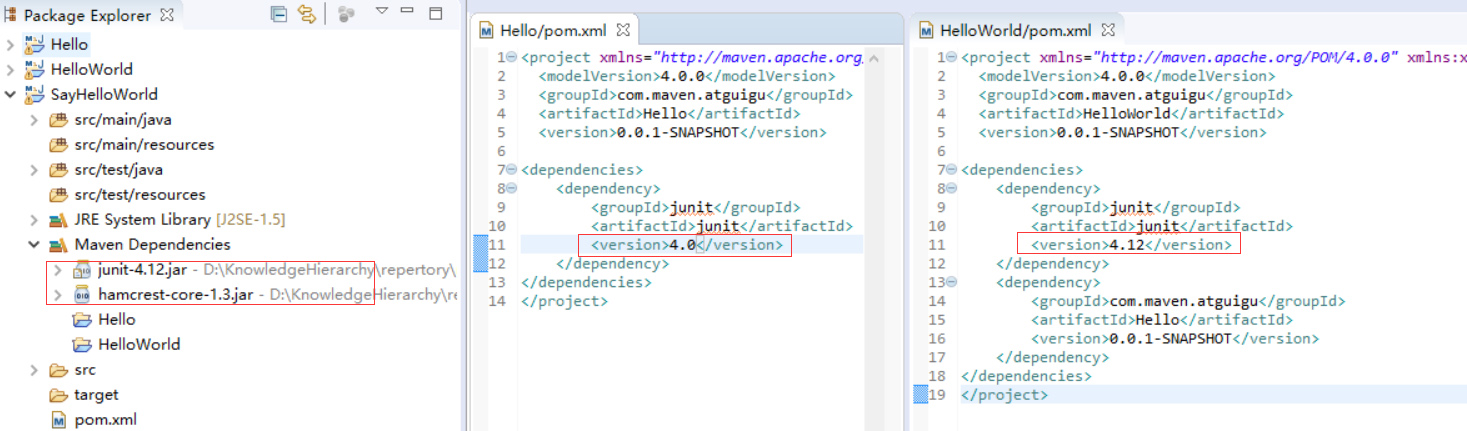 Package Explorer
Hello
HelloWorld
SayHelloWorld
src/main/java
src/main/resources
src/test/java
src/test/resources
JRE System Library [J2SE-1.5]
Maven Dependencies
junit-4.12.jar - D:\KnowledgeHierarchy\repertory\
hamcrest-core-1.3.jar - D:\KnowledgeHierarchy\re
Hello
HelloWorld
src
target
pom.xml
Hello/pom.xml
1 <project xmlns="http://maven.apache.org/
2 <modelVersion>4.0.0</modelVersion>
3 <groupId>com.maven.atguigu</groupId>
4 <artifactId>Hello</artifactId>
5 <version>0.0.1-SNAPSHOT</version>
6
7 <dependencies>
8 <dependency>
9 <groupId>junit</groupId>
10 <artifactId>junit</artifactId>
11 <version>4.0</version>
12 </dependency>
13 </dependencies>
14 </project>
HelloWorld/pom.xml
1 <project xmlns="http://maven.apache.org/POM/4.0.0" xmlns:x
2 <modelVersion>4.0.0</modelVersion>
3 <groupId>com.maven.atguigu</groupId>
4 <artifactId>HelloWorld</artifactId>
5 <version>0.0.1-SNAPSHOT</version>
6
7 <dependencies>
8 <dependency>
9 <groupId>junit</groupId>
10 <artifactId>junit</artifactId>
11 <version>4.12</version>
12 </dependency>
13 <dependency>
14 <groupId>com.maven.atguigu</groupId>
15 <artifactId>Hello</artifactId>
16 <version>0.0.1-SNAPSHOT</version>
17 </dependency>
18 </dependencies>
19 </project>